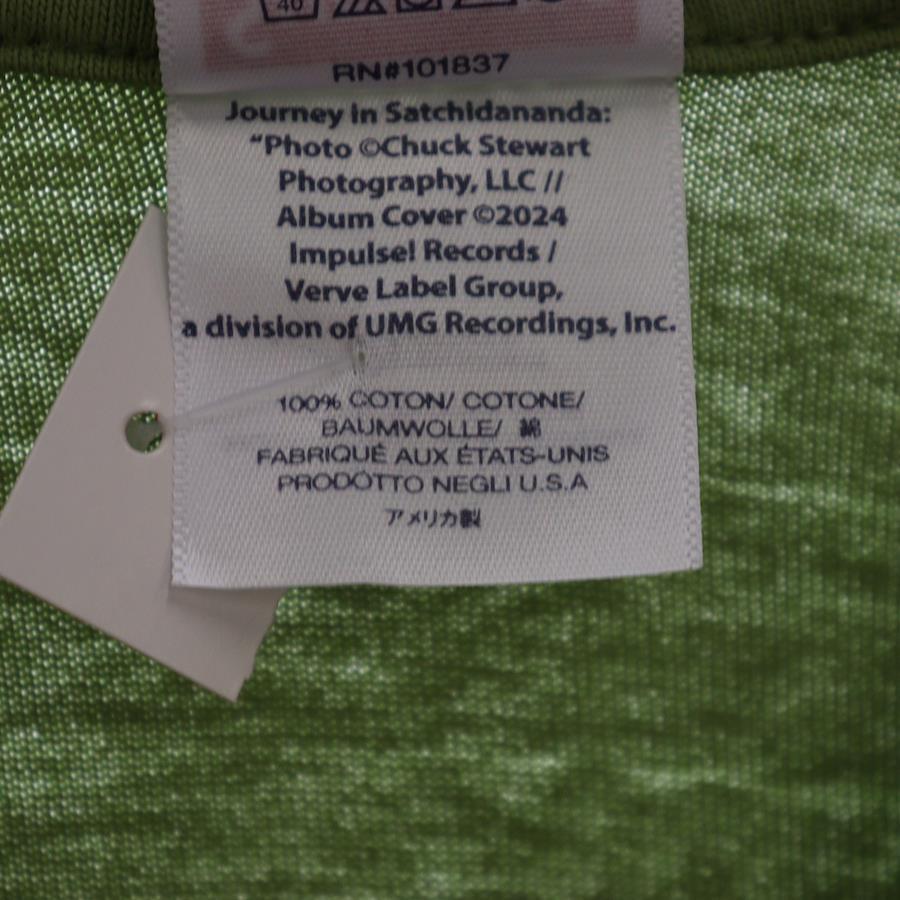 40
RN#101837
Journey in Satchidananda:
“Photo ©Chuck Stewart
Photography, LLC //
Album Cover ©2024
Impulse! Records /
Verve Label Group,
a division of UMG Recordings, Inc.
100% COTON/ COTONE/
BAUMWOLLE/ 綿
FABRIQUÉ AUX ÉTATS-UNIS
PRODOTTO NEGLI U.S.A
アメリカ製